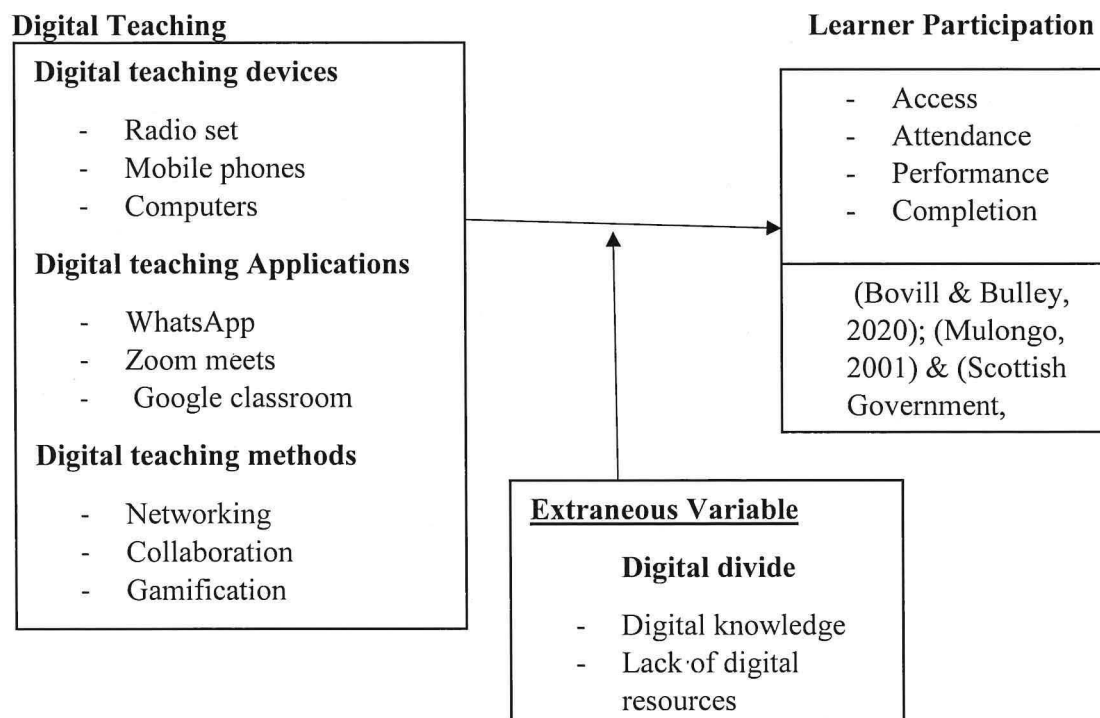 Digital Teaching
Digital teaching devices
- Radio set
- Mobile phones
- Computers
Digital teaching Applications
- WhatsApp
- Zoom meets
- Google classroom
Digital teaching methods
- Networking
- Collaboration
- Gamification
Learner Participation
- Access
- Attendance
- Performance
- Completion
(Bovill & Bulley,
2020); (Mulongo,
2001) & (Scottish
Government,
Extraneous Variable
Digital divide
- Digital knowledge
- Lack of digital
resources